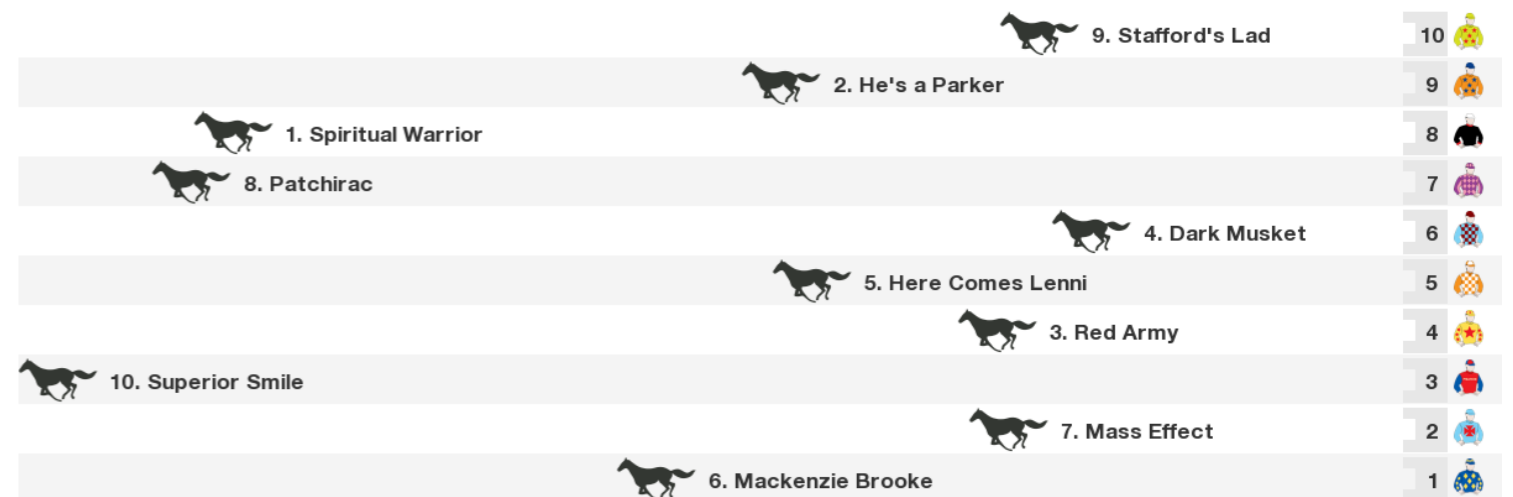 9. Stafford's Lad 10
2. He's a Parker 9
1. Spiritual Warrior 8
8. Patchirac 7
4. Dark Musket 6
5. Here Comes Lenni 5
3. Red Army 4
10. Superior Smile 3
7. Mass Effect 2
6. Mackenzie Brooke 1